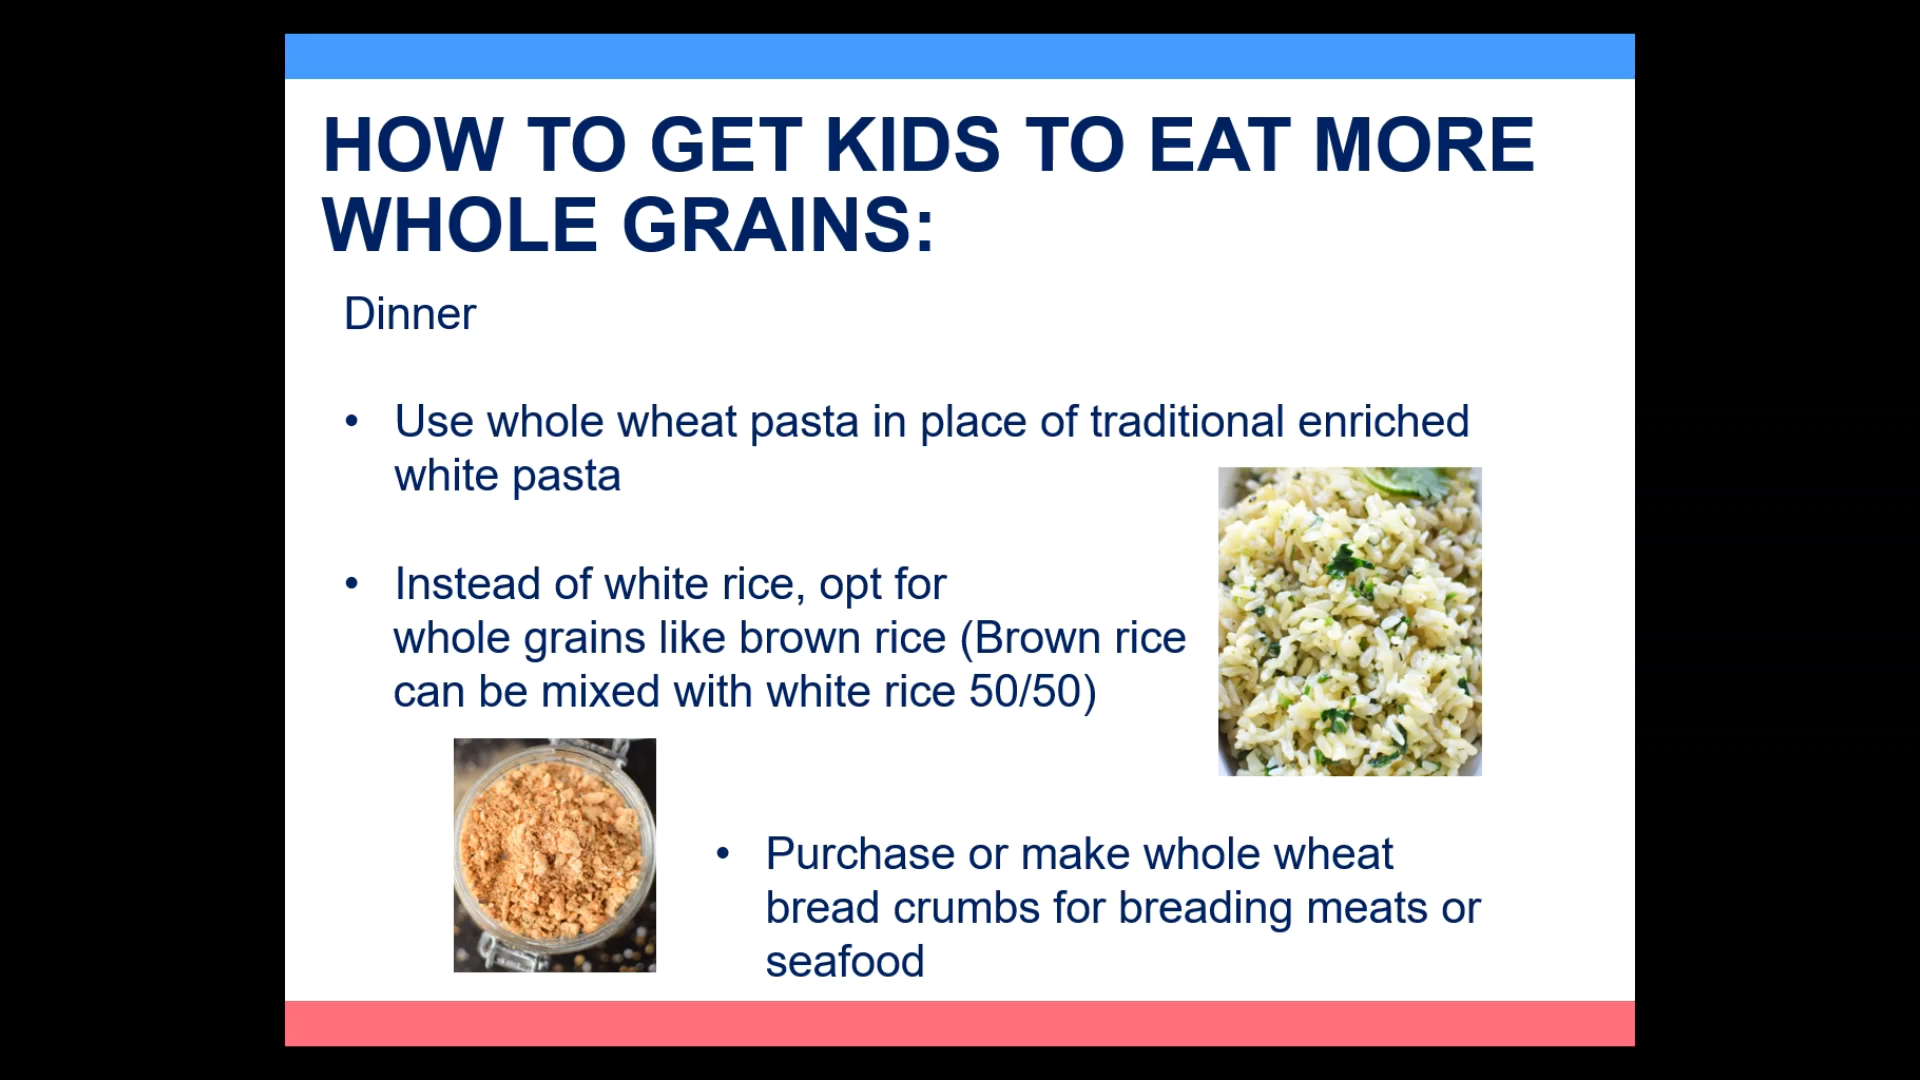 HOW TO GET KIDS TO EAT MORE
WHOLE GRAINS:
Dinner
• Use whole wheat pasta in place of traditional enriched
white pasta
• Instead of white rice, opt for
whole grains like brown rice (Brown rice
can be mixed with white rice 50/50)
• Purchase or make whole wheat
bread crumbs for breading meats or
seafood